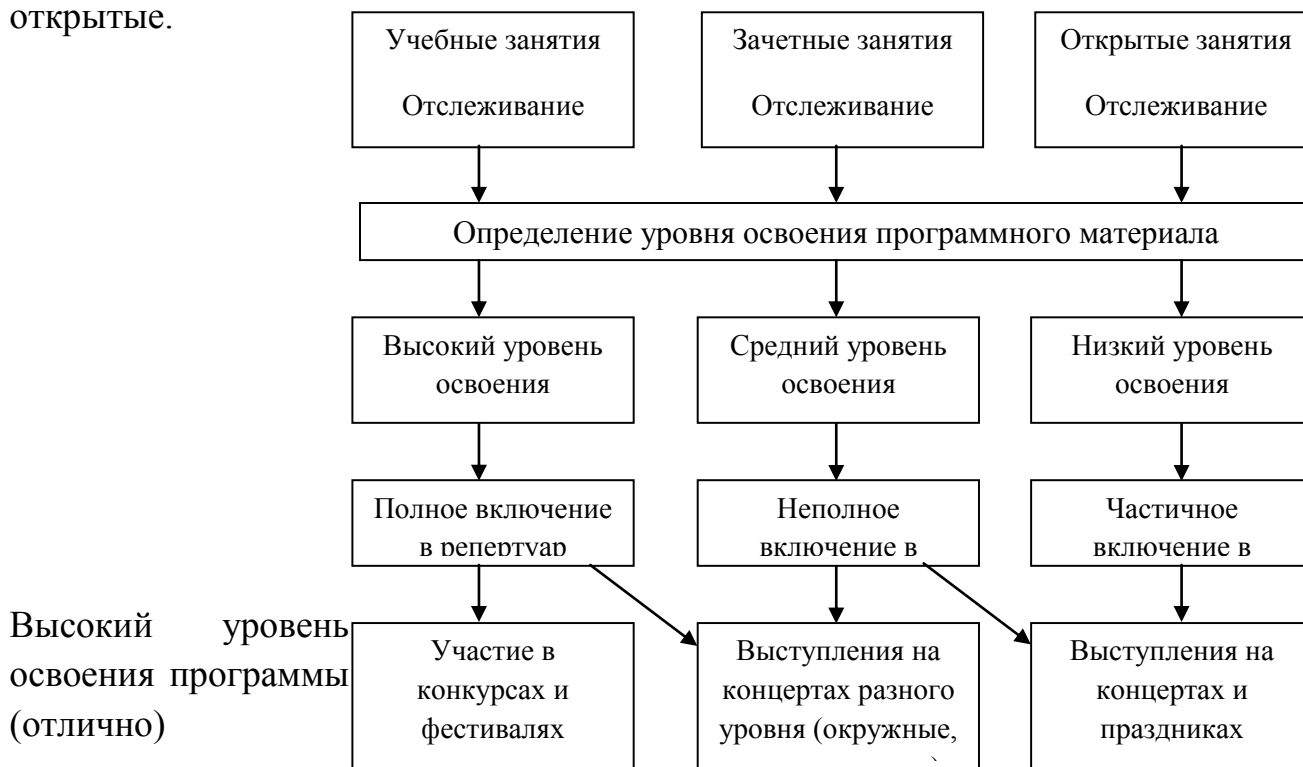 открытые.
Учебные занятия
Отслеживание
Зачетные занятия
Отслеживание
Открытые занятия
Отслеживание
Определение уровня освоения программного материала
Высокий уровень
освоения
Средний уровень
освоения
Низкий уровень
освоения
Полное включение
в репертуар
Неполное
включение в
Частичное
включение в
Высокий уровень
освоения программы
(отлично)
Участие в
конкурсах и
фестивалях
Выступления на
концертах разного
уровня (окружные,
Выступления на
концертах и
праздниках